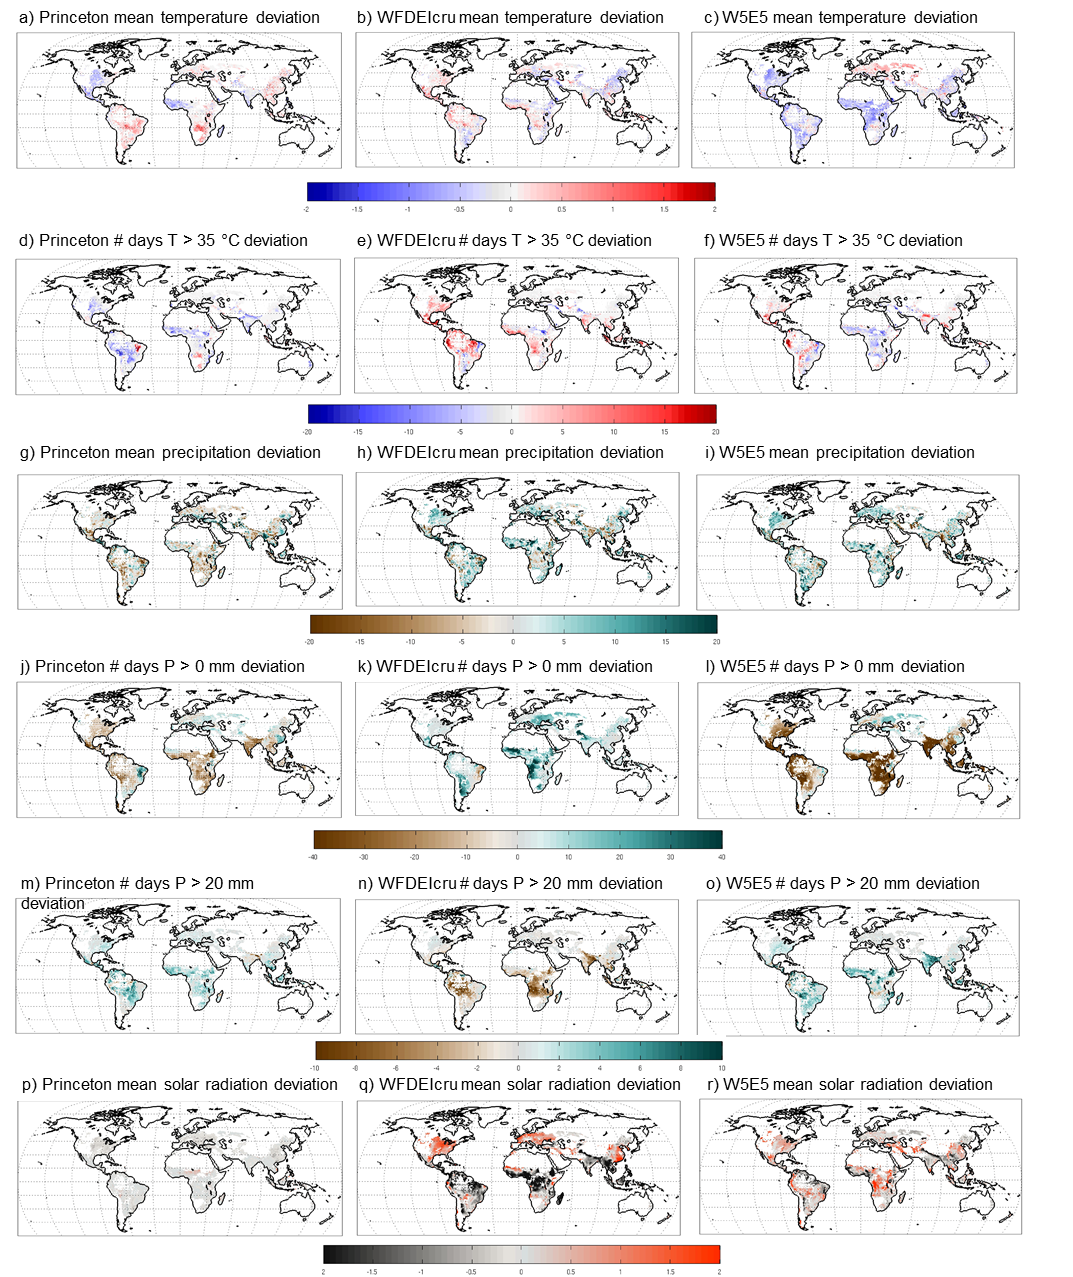 a) Princeton mean temperature deviation
b) WFDEIcru mean temperature deviation
c) W5E5 mean temperature deviation
-2 -1.5 -1 -0.5 0 0.5 1 1.5 2
d) Princeton # days T > 35 °C deviation
e) WFDEIcru # days T > 35 °C deviation
f) W5E5 # days T > 35 °C deviation
-20 -15 -10 -5 0 5 10 15 20
g) Princeton mean precipitation deviation
h) WFDEIcru mean precipitation deviation
i) W5E5 mean precipitation deviation
-20 -15 -10 -5 0 5 10 15 20
j) Princeton # days P > 0 mm deviation
k) WFDEIcru # days P > 0 mm deviation
l) W5E5 # days P > 0 mm deviation
-40 -30 -20 -10 0 10 20 30 40
m) Princeton # days P > 20 mm
deviation
n) WFDEIcru # days P > 20 mm deviation
o) W5E5 # days P > 20 mm deviation
-10 -8 -6 -4 -2 0 2 4 6 8 10
p) Princeton mean solar radiation deviation
q) WFDEIcru mean solar radiation deviation
r) W5E5 mean solar radiation deviation
2 -1.5 -1 -0.5 0 0.5 1 1.5 2